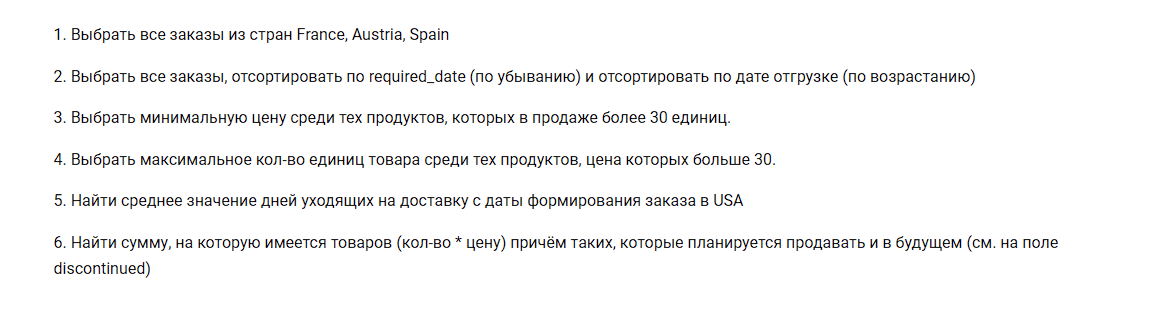 1. Выбрать все заказы из стран France, Austria, Spain
2. Выбрать все заказы, отсортировать по required_date (по убыванию) и отсортировать по дате отгрузке (по возрастанию)
3. Выбрать минимальную цену среди тех продуктов, которых в продаже более 30 единиц.
4. Выбрать максимальное кол-во единиц товара среди тех продуктов, цена которых больше 30.
5. Найти среднее значение дней уходящих на доставку с даты формирования заказа в USA
6. Найти сумму, на которую имеется товаров (кол-во * цену) причём таких, которые планируется продавать и в будущем (см. на поле
discontinued)